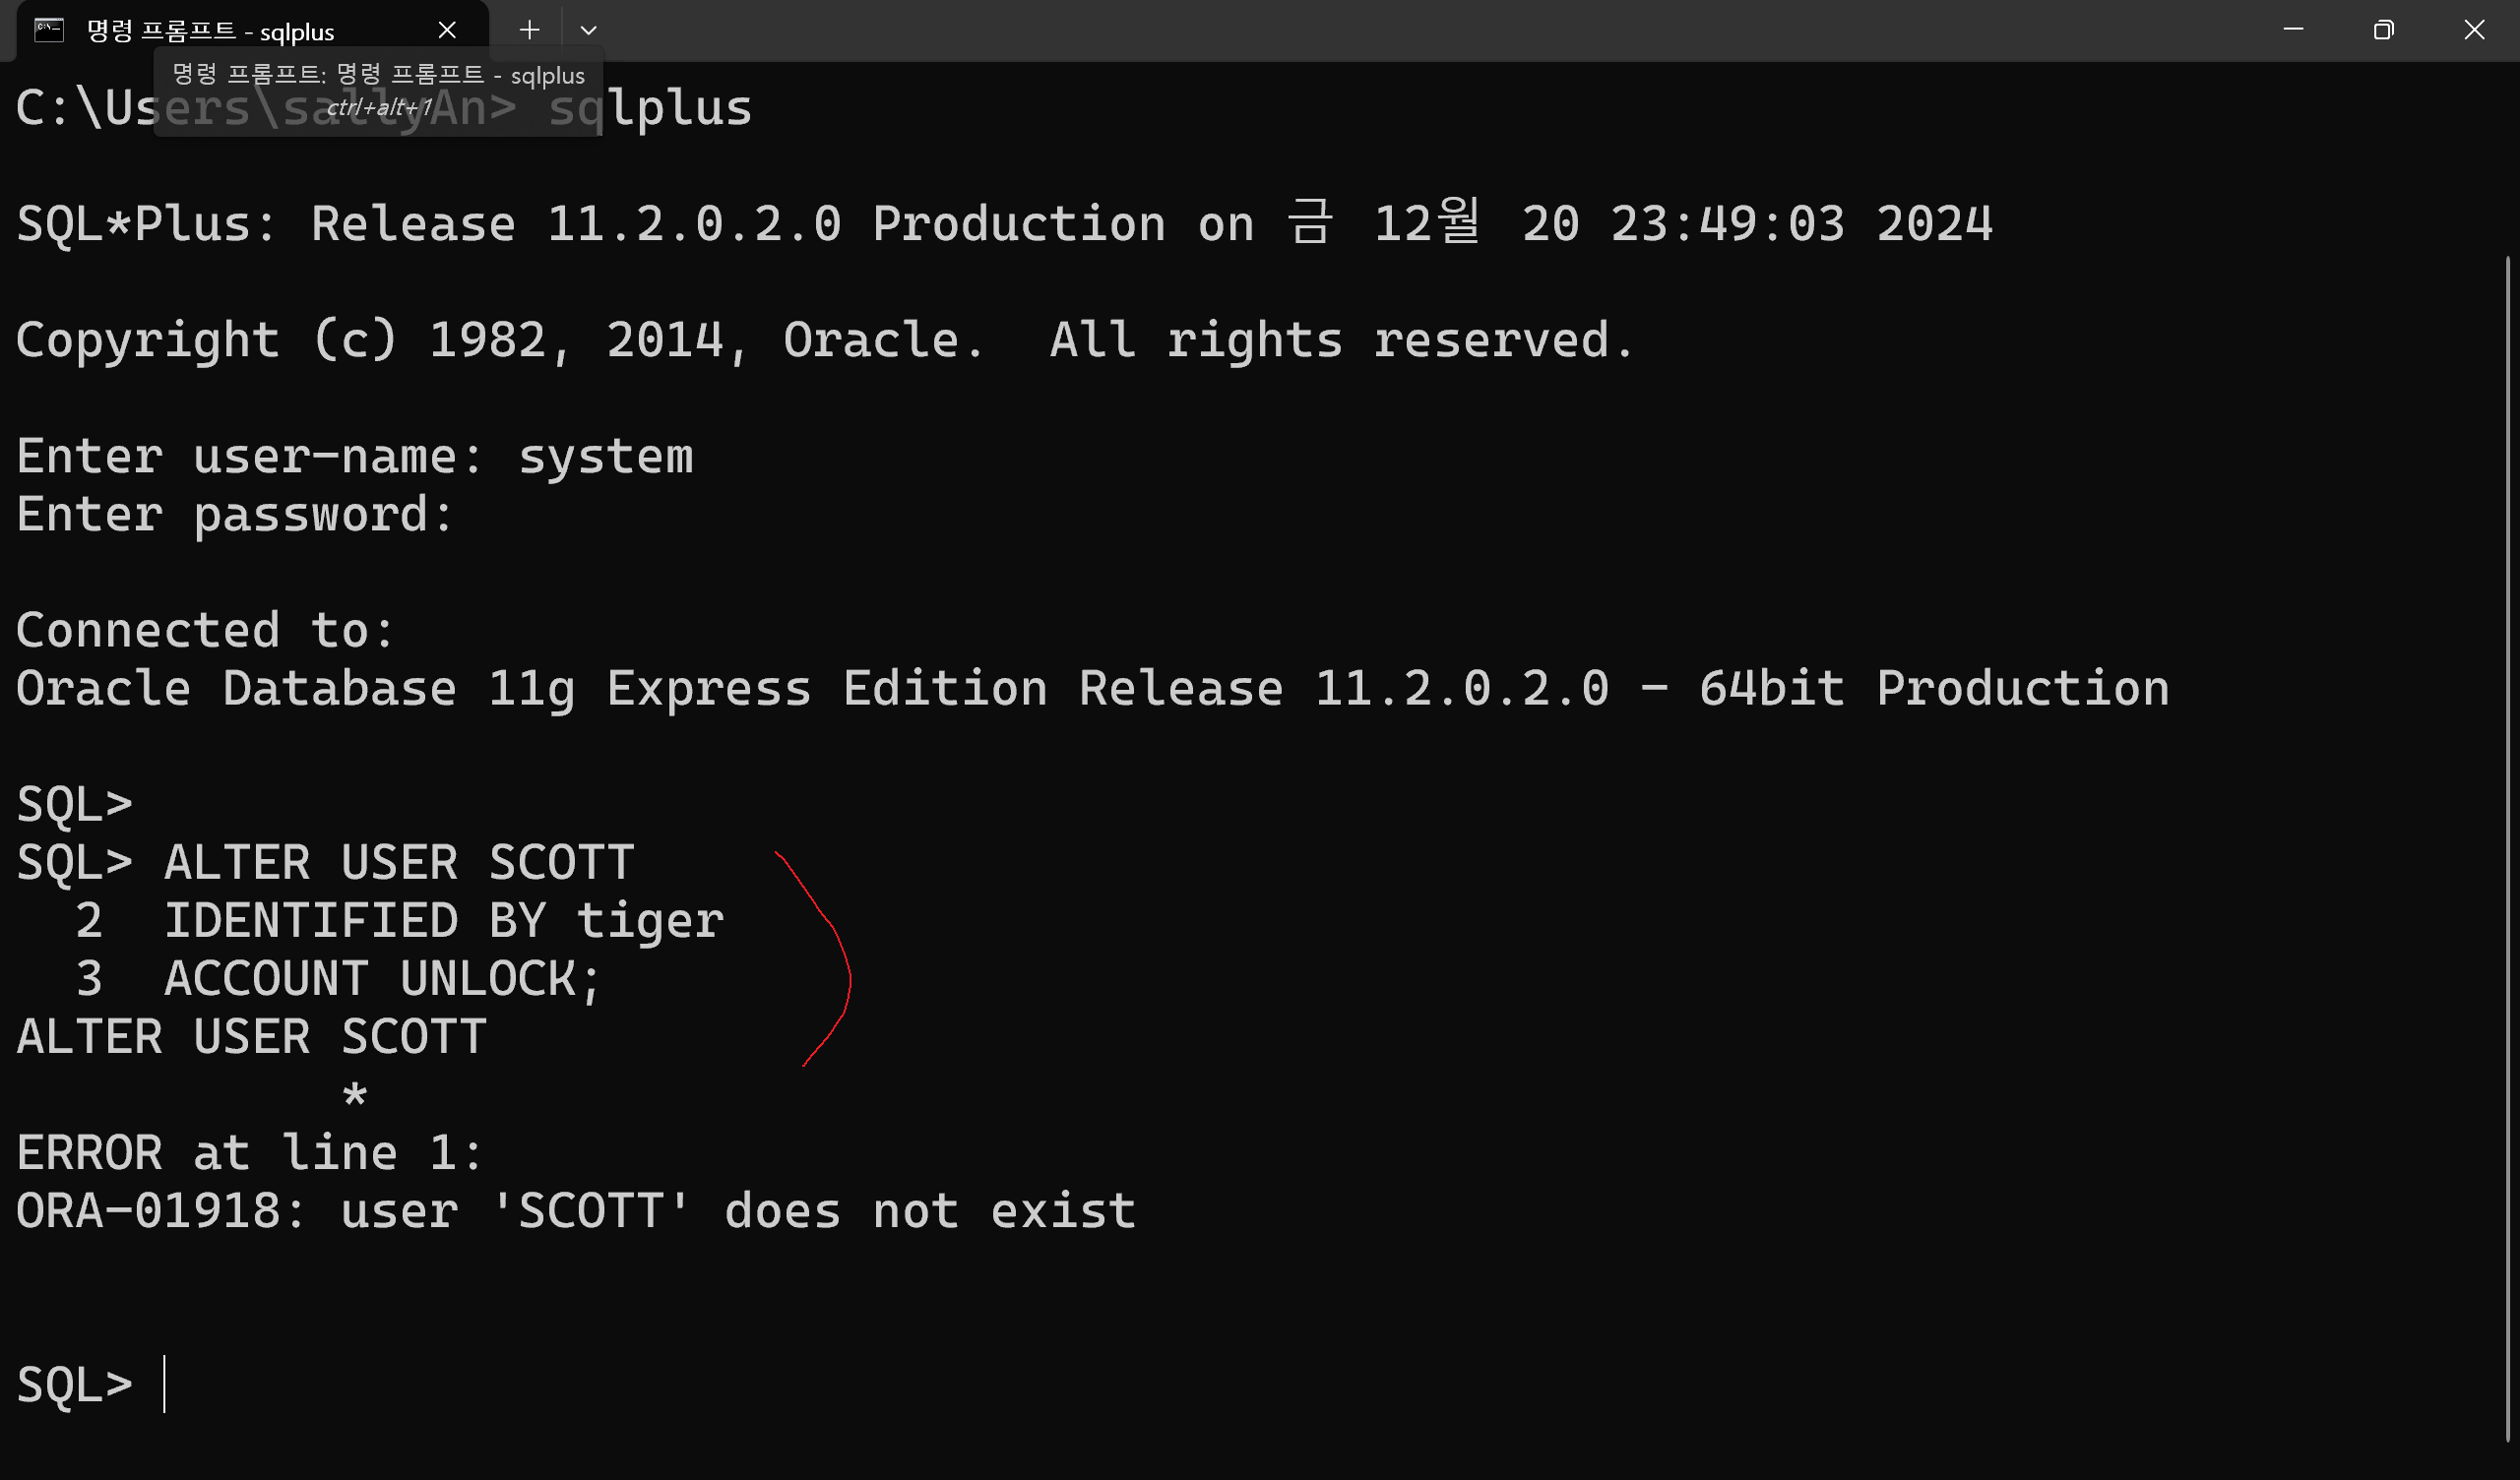 명령 프롬프트 - sqlplus
명령 프롬프트: 명령 프롬프트 - sqlplus
ctrl+alt+1
C:\Users\sallyAn> sqlplus
SQL*Plus: Release 11.2.0.2.0 Production on 금 12월 20 23:49:03 2024
Copyright (c) 1982, 2014, Oracle.  All rights reserved.
Enter user-name: system
Enter password:
Connected to:
Oracle Database 11g Express Edition Release 11.2.0.2.0 - 64bit Production
SQL>
SQL> ALTER USER SCOTT
  2  IDENTIFIED BY tiger
  3  ACCOUNT UNLOCK;
ALTER USER SCOTT
           *
ERROR at line 1:
ORA-01918: user 'SCOTT' does not exist
SQL>